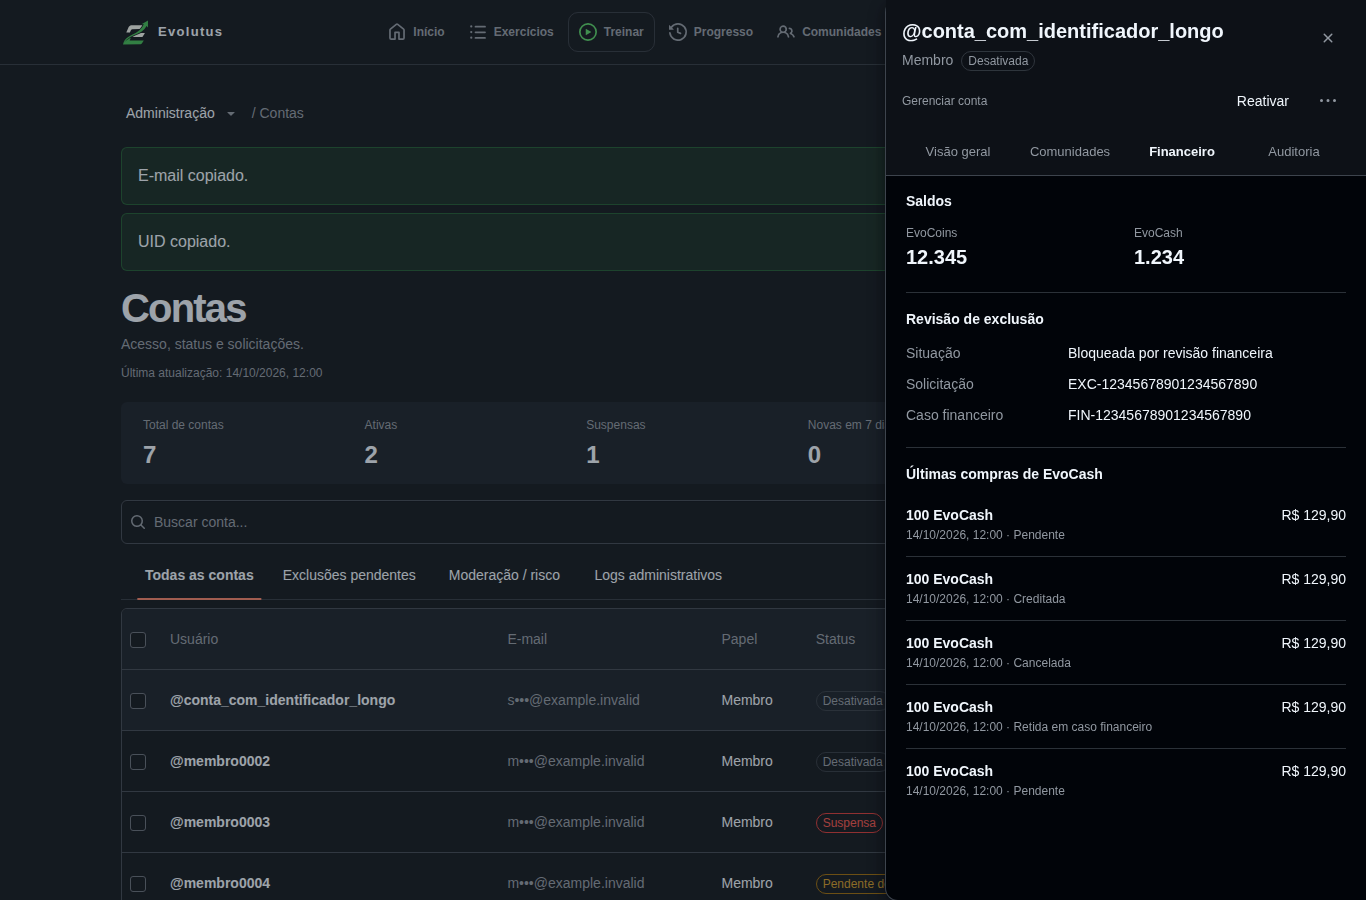 Evolutus
Início
Exercícios
Treinar
Progresso
Comunidades
Administração / Contas
E-mail copiado.
UID copiado.
Contas
Acesso, status e solicitações.
Última atualização: 14/10/2026, 12:00
Total de contas
7
Ativas
2
Suspensas
1
Novas em 7 di
0
Buscar conta...
Todas as contas
Exclusões pendentes
Moderação / risco
Logs administrativos
Usuário E-mail Papel Status
@conta_com_identificador_longo s•••@example.invalid Membro Desativada
@membro0002 m•••@example.invalid Membro Desativada
@membro0003 m•••@example.invalid Membro Suspensa
@membro0004 m•••@example.invalid Membro Pendente d
@conta_com_identificador_longo
Membro Desativada
Gerenciar conta Reativar
Visão geral
Comunidades
Financeiro
Auditoria
Saldos
EvoCoins
12.345
EvoCash
1.234
Revisão de exclusão
Situação Bloqueada por revisão financeira
Solicitação EXC-12345678901234567890
Caso financeiro FIN-12345678901234567890
Últimas compras de EvoCash
100 EvoCash R$ 129,90
14/10/2026, 12:00 · Pendente
100 EvoCash R$ 129,90
14/10/2026, 12:00 · Creditada
100 EvoCash R$ 129,90
14/10/2026, 12:00 · Cancelada
100 EvoCash R$ 129,90
14/10/2026, 12:00 · Retida em caso financeiro
100 EvoCash R$ 129,90
14/10/2026, 12:00 · Pendente